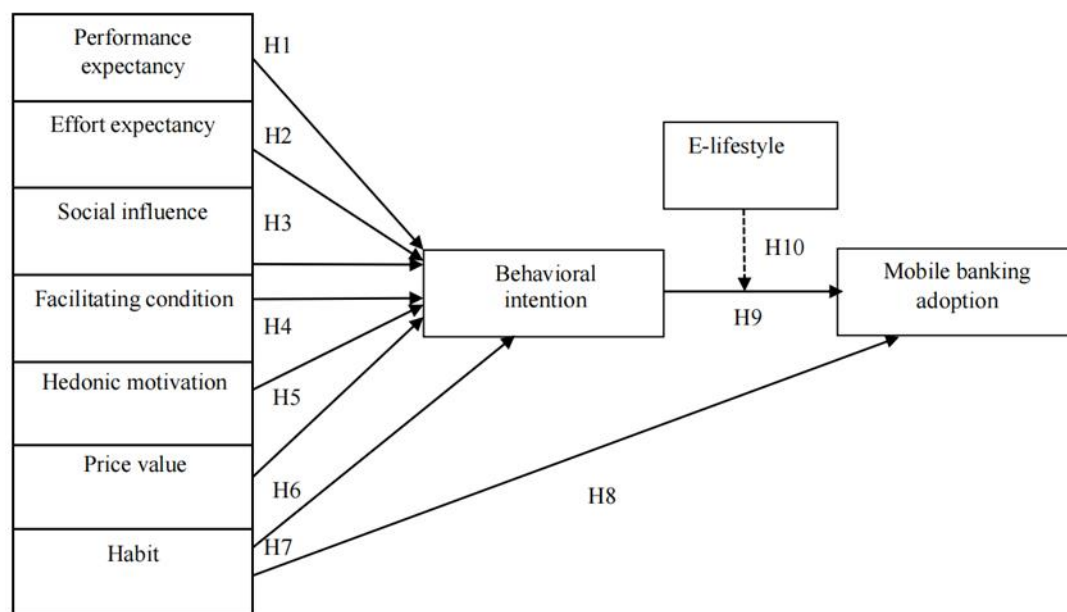 Performance
expectancy
H1
Effort expectancy
H2
Social influence
H3
Facilitating condition
H4
Hedonic motivation
H5
Price value
H6
Habit
H7
Behavioral
intention
E-lifestyle
H10
H9
Mobile banking
adoption
H8